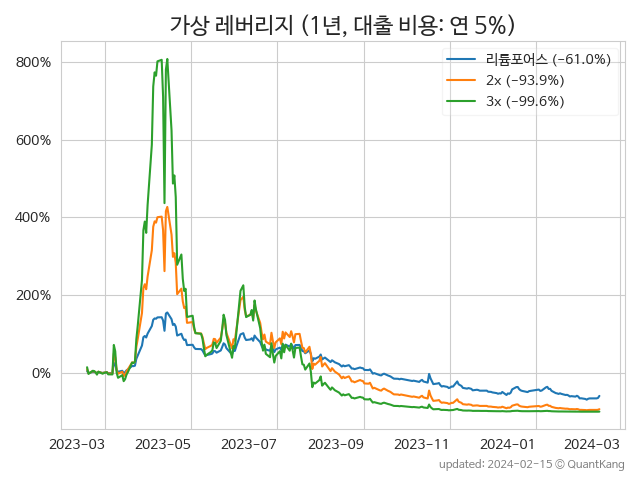 가상 레버리지 (1년, 대출 비용: 연 5%)
리튬포어스 (-61.0%)
2x (-93.9%)
3x (-99.6%)
800%
600%
400%
200%
0%
2023-03 2023-05 2023-07 2023-09 2023-11 2024-01 2024-03
updated: 2024-02-15 © QuantKang